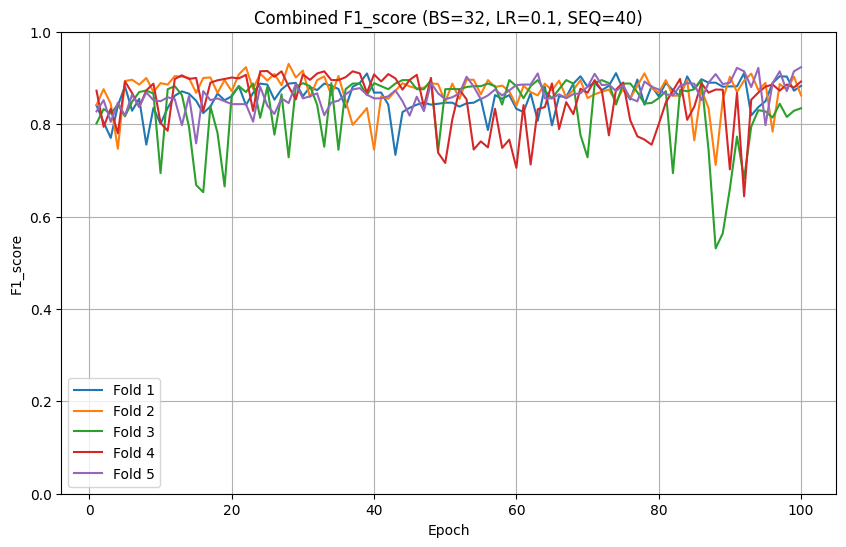 Combined F1_score (BS=32, LR=0.1, SEQ=40)
F1_score
1.0
0.8
0.6
0.4
0.2
0.0
Fold 1
Fold 2
Fold 3
Fold 4
Fold 5
0 20 40 60 80 100
Epoch